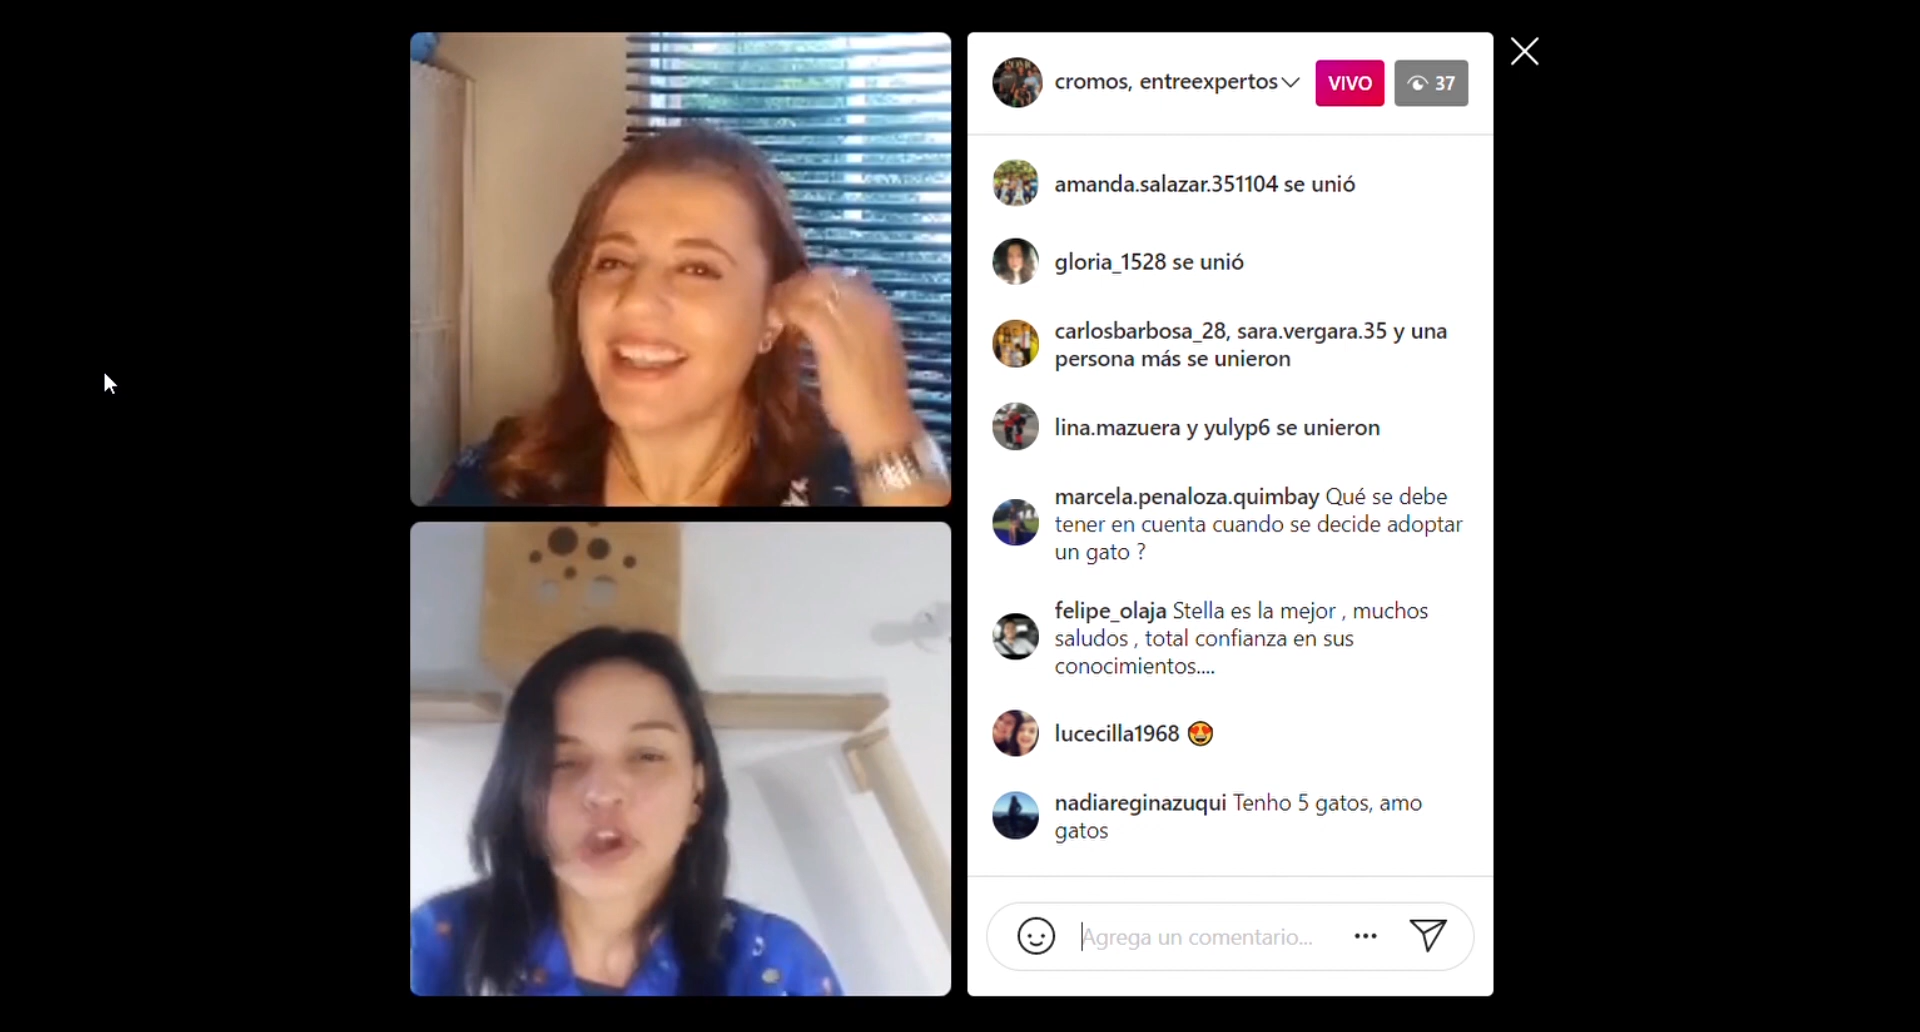 cromos, entreexpertos
VIVO
37
amanda.salazar.351104 se unió
gloria_1528 se unió
carlosbarbosa_28, sara.vergara.35 y una
persona más se unieron
lina.mazuera y yulyp6 se unieron
marcela.penaloza.quimbay Qué se debe
tener en cuenta cuando se decide adoptar
un gato ?
felipe_olaja Stella es la mejor , muchos
saludos , total confianza en sus
conocimientos....
lucecilla1968 😍
nadiareginazuqui Tenho 5 gatos, amo
gatos
Agrega un comentario...